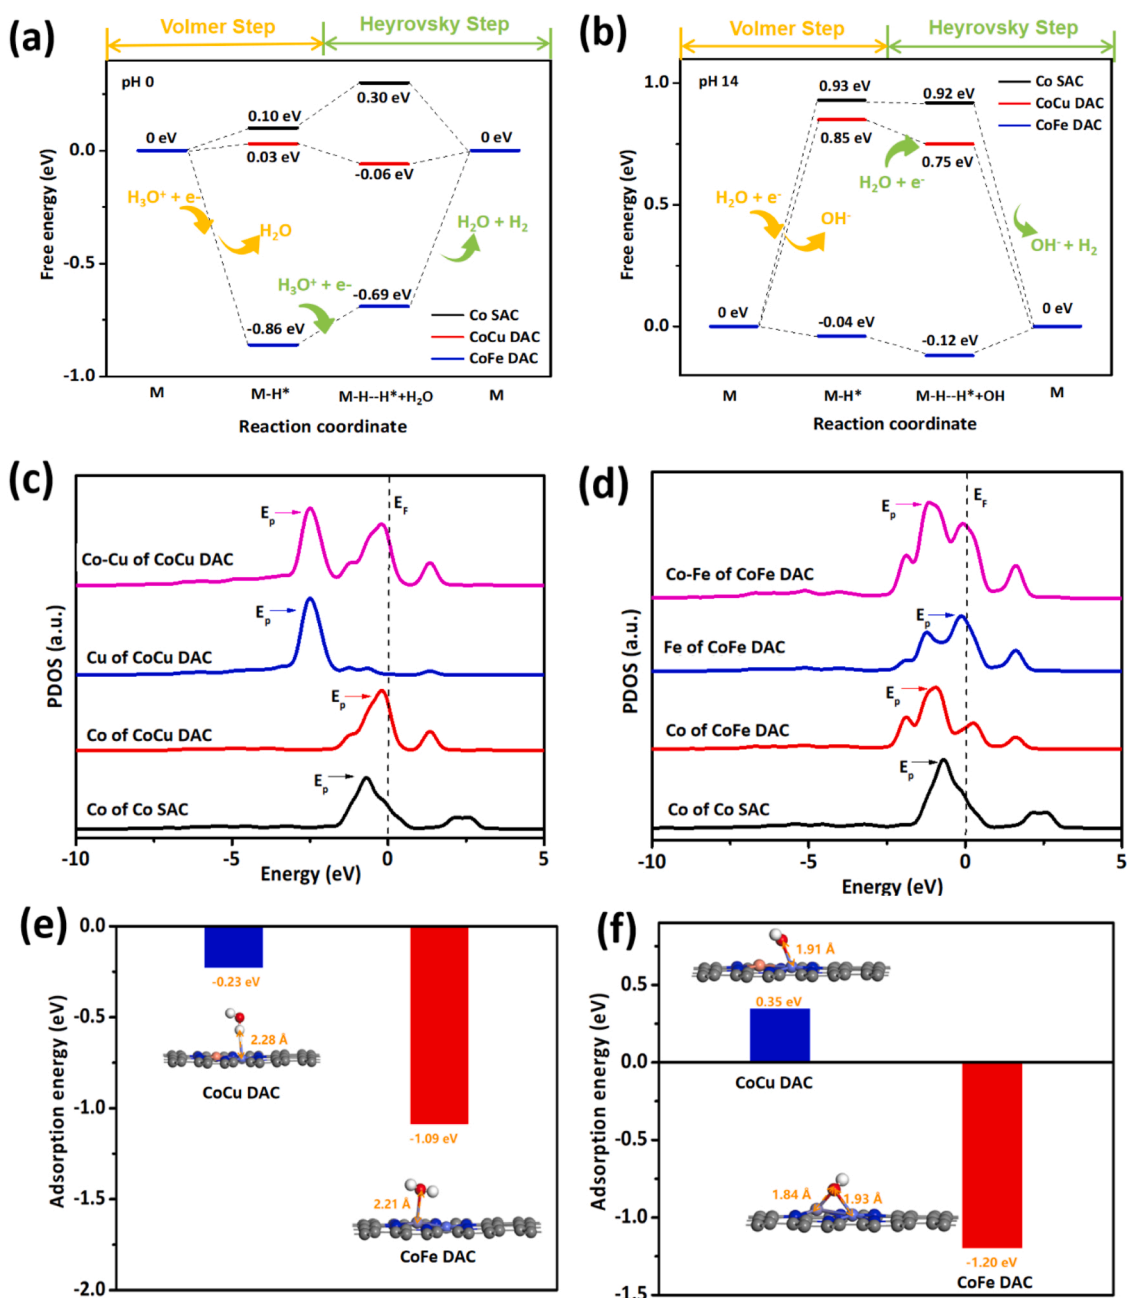 (a)
Volmer Step
Heyrovsky Step
pH 0
0.30 eV
0.10 eV
0 eV
0.03 eV
-0.06 eV
0 eV
H₃O⁺ + e-
H₂O
H₂O + H₂
H₃O⁺ + e-
-0.69 eV
-0.86 eV
Co SAC
CoCu DAC
CoFe DAC
0.0
-0.5
-1.0
Free energy (eV)
M
M-H*
M-H--H*+H₂O
M
Reaction coordinate
(b)
Volmer Step
Heyrovsky Step
pH 14
0.93 eV
0.92 eV
Co SAC
CoCu DAC
CoFe DAC
0.85 eV
0.75 eV
H₂O + e⁻
H₂O + e⁻
OH⁻
OH⁻ + H₂
0 eV
-0.04 eV
-0.12 eV
0 eV
1.0
0.5
0.0
Free energy (eV)
M
M-H*
M-H--H*+OH
M
Reaction coordinate
(c)
E_F
E_p
Co-Cu of CoCu DAC
E_p
Cu of CoCu DAC
E_p
Co of CoCu DAC
E_p
Co of Co SAC
PDOS (a.u.)
-10
-5
0
5
Energy (eV)
(d)
E_F
E_p
Co-Fe of CoFe DAC
E_p
Fe of CoFe DAC
E_p
Co of CoFe DAC
E_p
Co of Co SAC
PDOS (a.u.)
-10
-5
0
5
Energy (eV)
(e)
0.0
-0.5
-1.0
-1.5
-2.0
Adsorption energy (eV)
-0.23 eV
2.28 Å
CoCu DAC
-1.09 eV
2.21 Å
CoFe DAC
(f)
0.5
0.0
-0.5
-1.0
-1.5
Adsorption energy (eV)
1.91 Å
0.35 eV
CoCu DAC
1.84 Å
1.93 Å
-1.20 eV
CoFe DAC